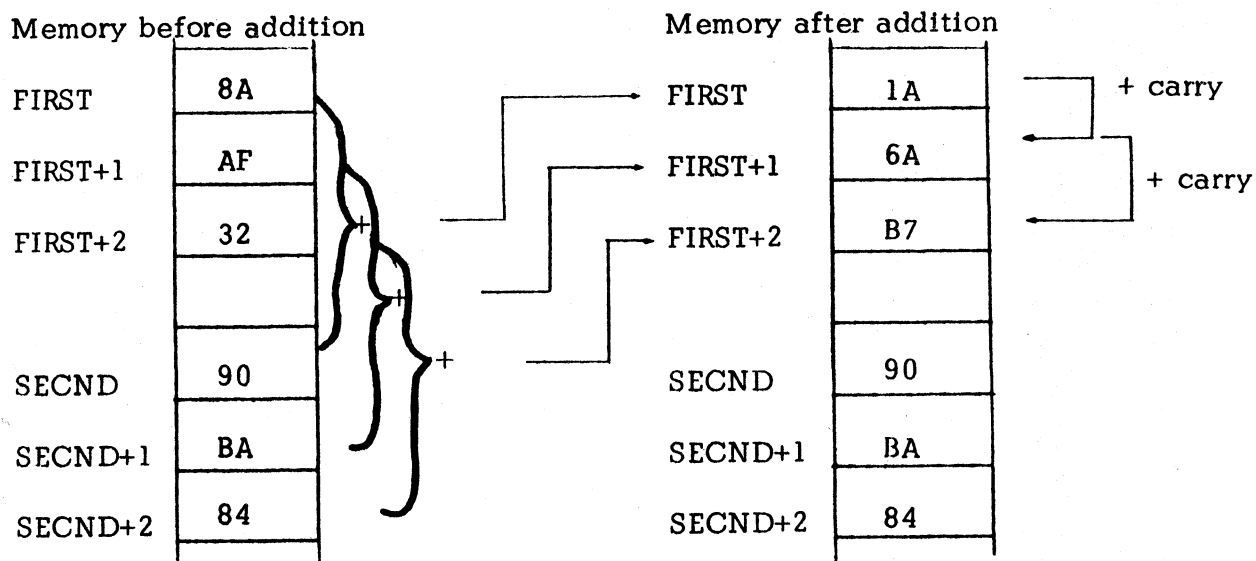 Memory before addition
FIRST 8A
FIRST+1 AF
FIRST+2 32
SECND 90
SECND+1 BA
SECND+2 84
+
+
+
Memory after addition
FIRST 1A
FIRST+1 6A
FIRST+2 B7
SECND 90
SECND+1 BA
SECND+2 84
+ carry
+ carry